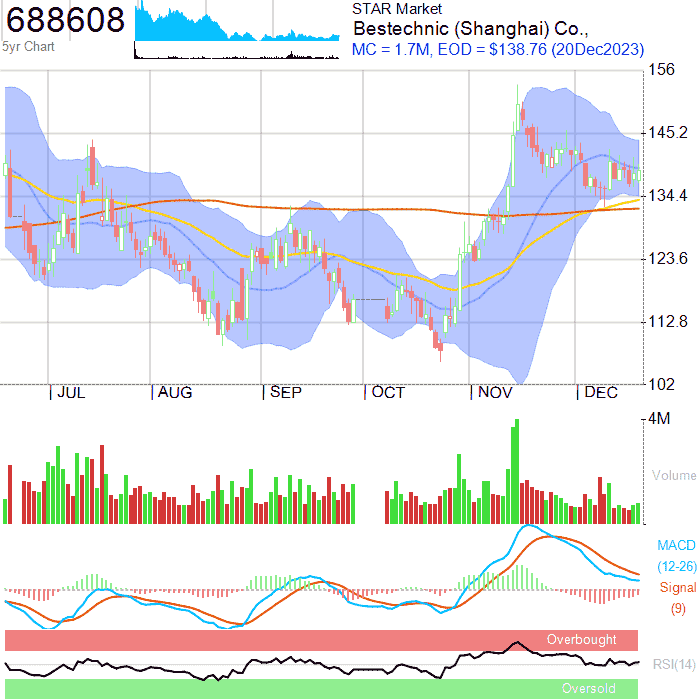 688608
5yr Chart
STAR Market
Bestechnic (Shanghai) Co.,
MC = 1.7M, EOD = $138.76 (20Dec2023)
156
145.2
134.4
123.6
112.8
102
JUL AUG SEP OCT NOV DEC
4M
Volume
MACD
(12-26)
Signal
(9)
Overbought
RSI(14)
Oversold